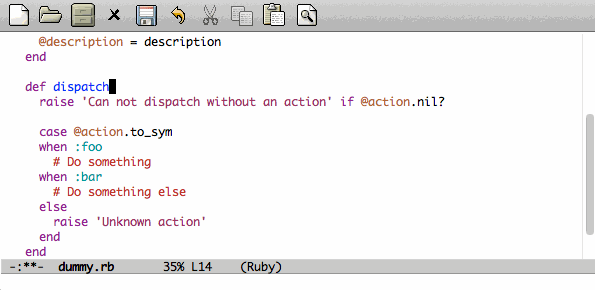 @description = description
end
def dispatch
raise 'Can not dispatch without an action' if @action.nil?
case @action.to_sym
when :foo
# Do something
when :bar
# Do something else
else
raise 'Unknown action'
end
end
-:**- dummy.rb 35% L14 (Ruby)